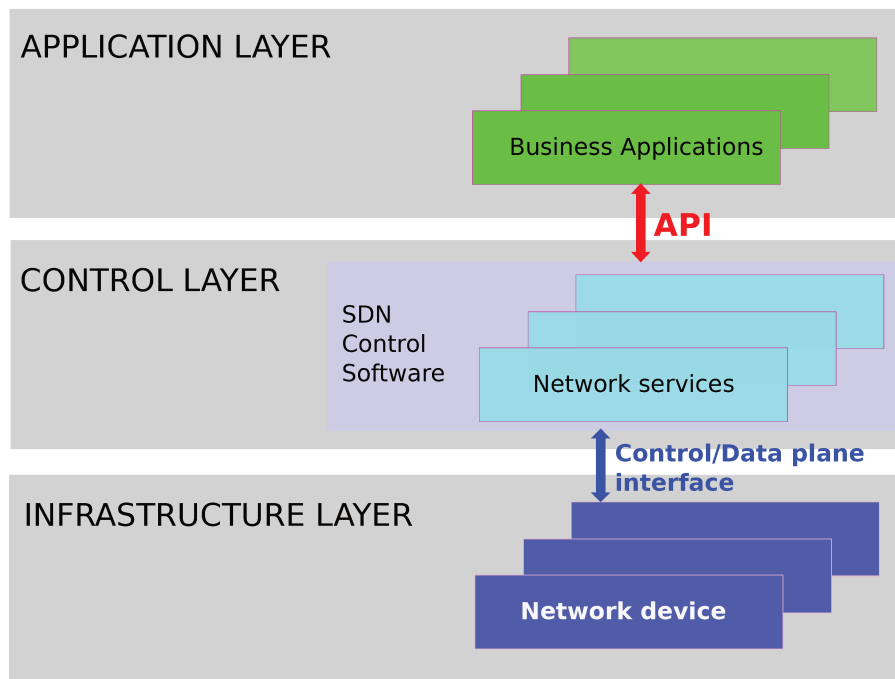 APPLICATION LAYER
Business Applications
API
CONTROL LAYER
SDN
Control
Software
Network services
Control/Data plane
interface
INFRASTRUCTURE LAYER
Network device